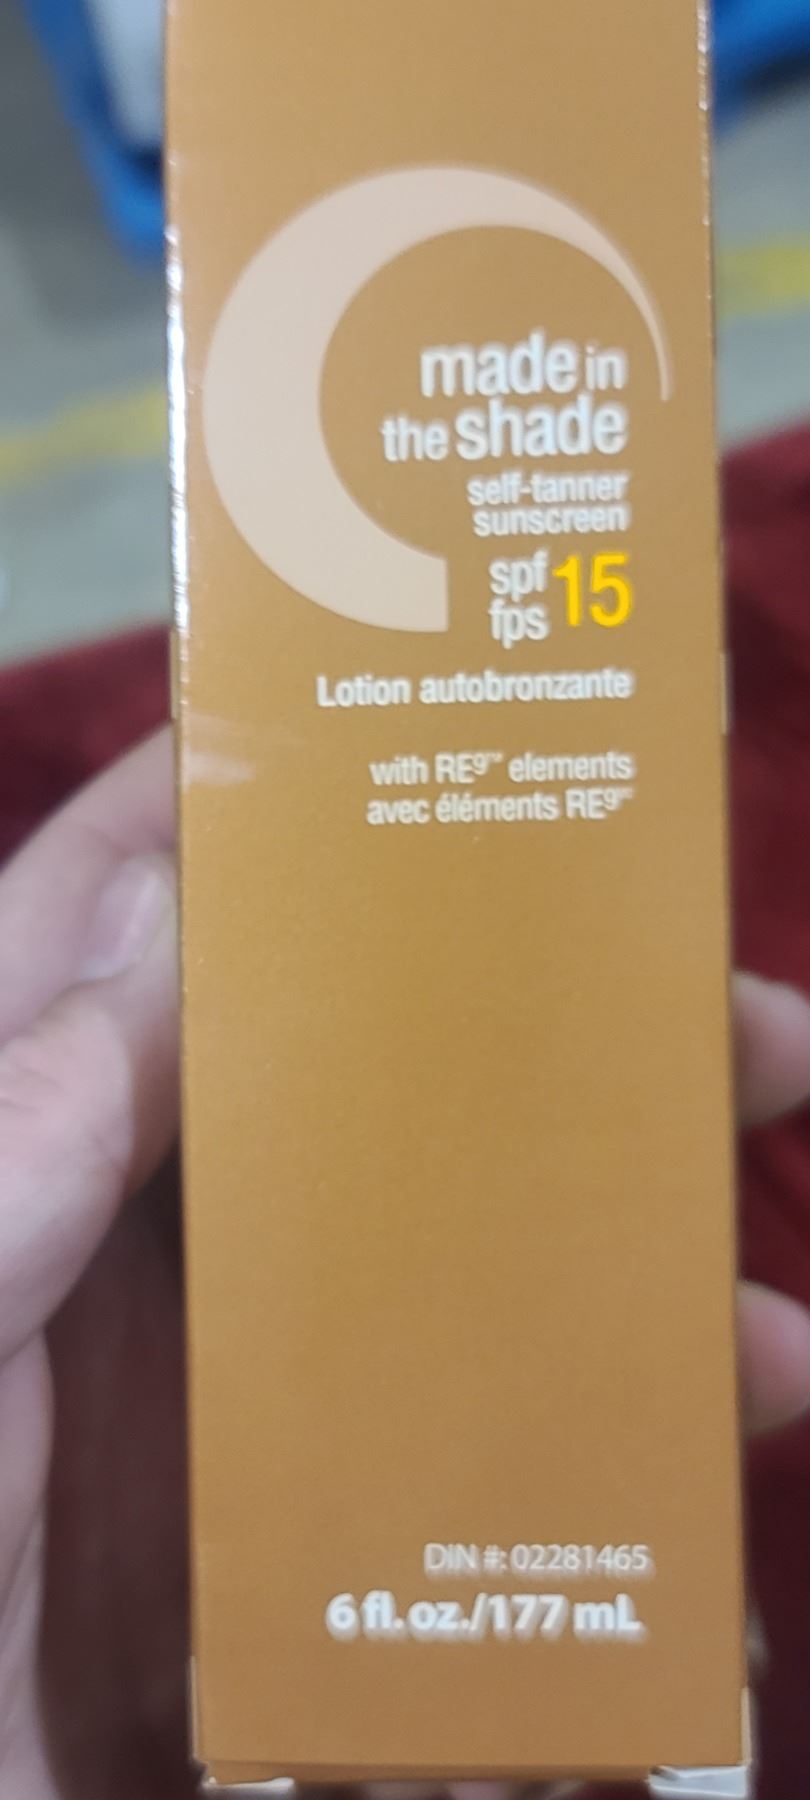 made in
the shade
self-tanner
sunscreen
spf 15
fps
Lotion autobronzante
with RE9™ elements
avec éléments RE9ᴹᶜ
DIN #: 02281465
6 fl. oz./177 mL